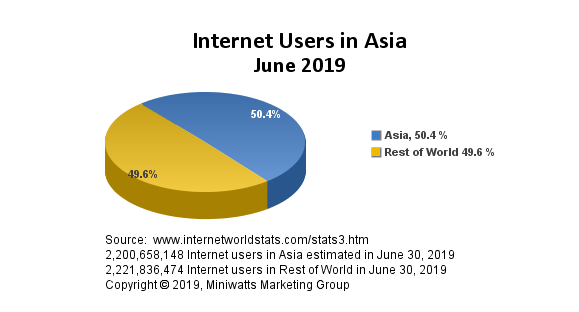 Internet Users in Asia
June 2019
50.4%
49.6%
Asia, 50.4 %
Rest of World 49.6 %
Source:  www.internetworldstats.com/stats3.htm
2,200,658,148 Internet users in Asia estimated in June 30, 2019
2,221,836,474 Internet users in Rest of World in June 30, 2019
Copyright © 2019, Miniwatts Marketing Group